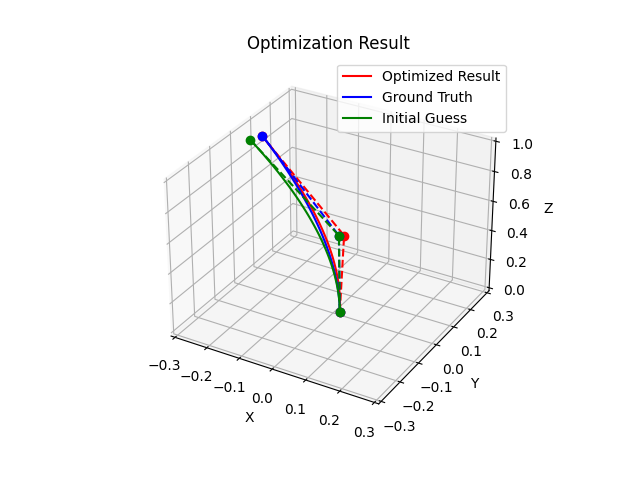 Optimization Result
Optimized Result
Ground Truth
Initial Guess
1.0
0.8
0.6
0.4
0.2
0.0
Z
0.3
0.2
0.1
0.0
−0.1
−0.2
−0.3
Y
−0.3
−0.2
−0.1
0.0
0.1
0.2
0.3
X